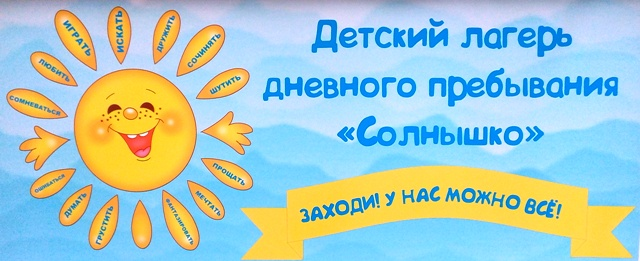 Детский лагерь
дневного пребывания
«Солнышко»
ЗАХОДИ! У НАС МОЖНО ВСЁ!
СОМНЕВАТЬСЯ
ЛЮБИТЬ
ИГРАТЬ
ИСКАТЬ
ДРУЖИТЬ
СОЧИНЯТЬ
ШУТИТЬ
ПРОЩАТЬ
МЕЧТАТЬ
ФАНТАЗИРОВАТЬ
ГРУСТИТЬ
ДУМАТЬ
ОШИБАТЬСЯ